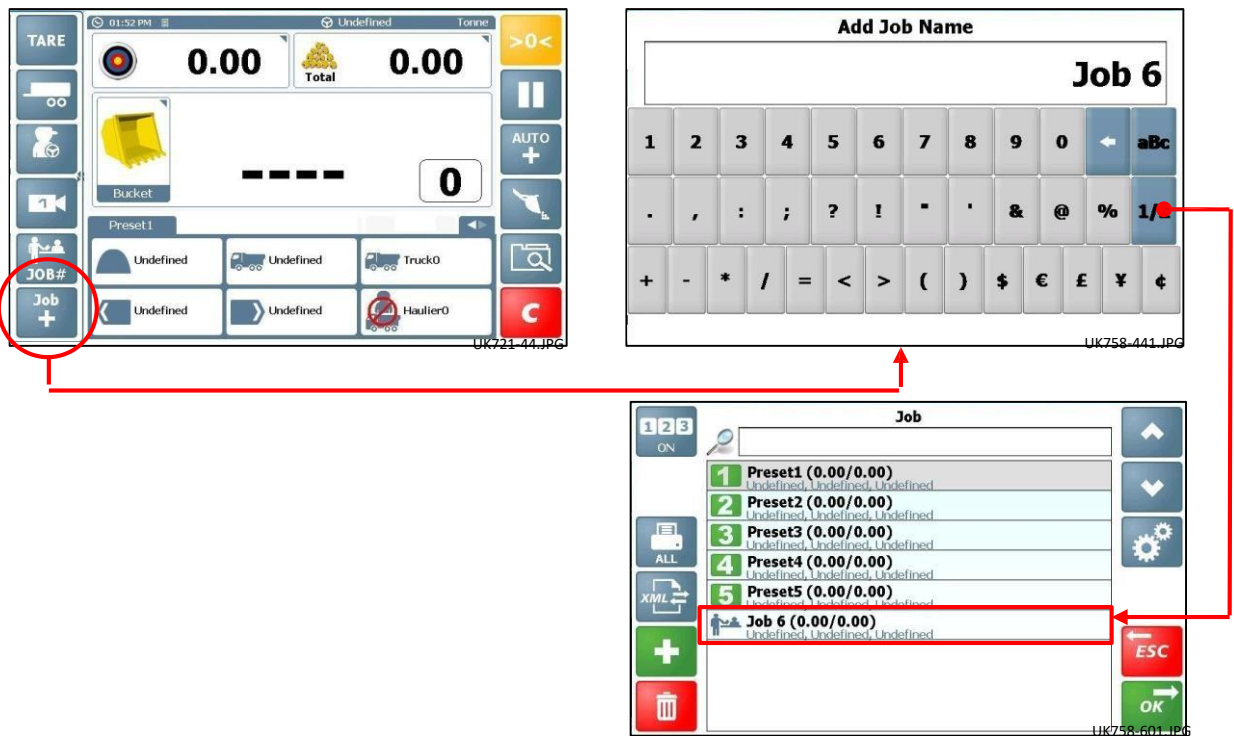 01:52 PM Undefined Tonne
TARE
>0<
0.00
Total
0.00
AUTO
+
Bucket
----
0
1
Preset1
JOB#
Undefined
Undefined
Truck0
Job
+
Undefined
Undefined
Haulier0
C
UK721-44.JPG
Add Job Name
Job 6
1 2 3 4 5 6 7 8 9 0 aBc
. , : ; ? ! " ' & @ %
+ - * / = < > ( ) $ € £ ¥ ¢
UK758-441.JPG
Job
1 2 3
ON
1 Preset1 (0.00/0.00)
Undefined, Undefined, Undefined
2 Preset2 (0.00/0.00)
Undefined, Undefined, Undefined
3 Preset3 (0.00/0.00)
Undefined, Undefined, Undefined
4 Preset4 (0.00/0.00)
Undefined, Undefined, Undefined
5 Preset5 (0.00/0.00)
Undefined, Undefined, Undefined
Job 6 (0.00/0.00)
Undefined, Undefined, Undefined
ALL
XML
ESC
OK
UK758-601.JPG